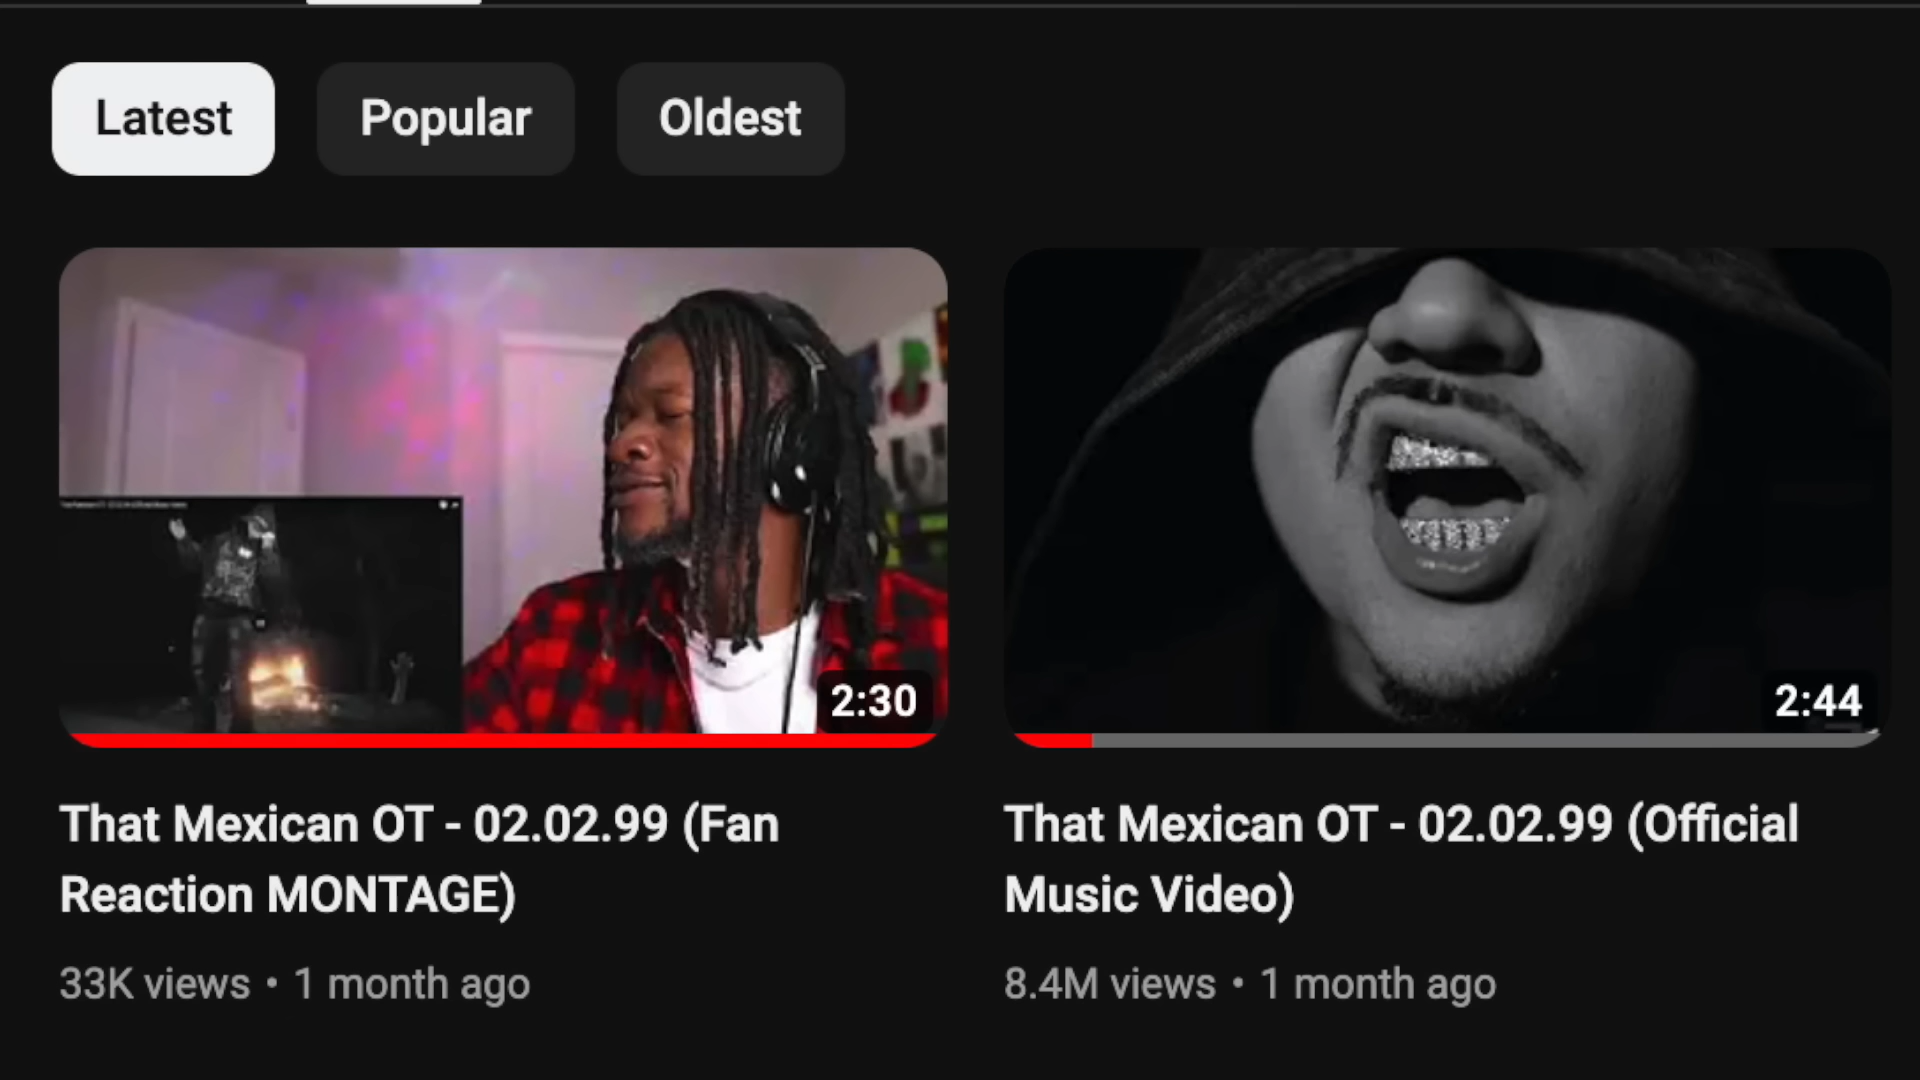 Latest
Popular
Oldest
2:30
2:44
That Mexican OT - 02.02.99 (Fan
Reaction MONTAGE)
33K views • 1 month ago
That Mexican OT - 02.02.99 (Official
Music Video)
8.4M views • 1 month ago